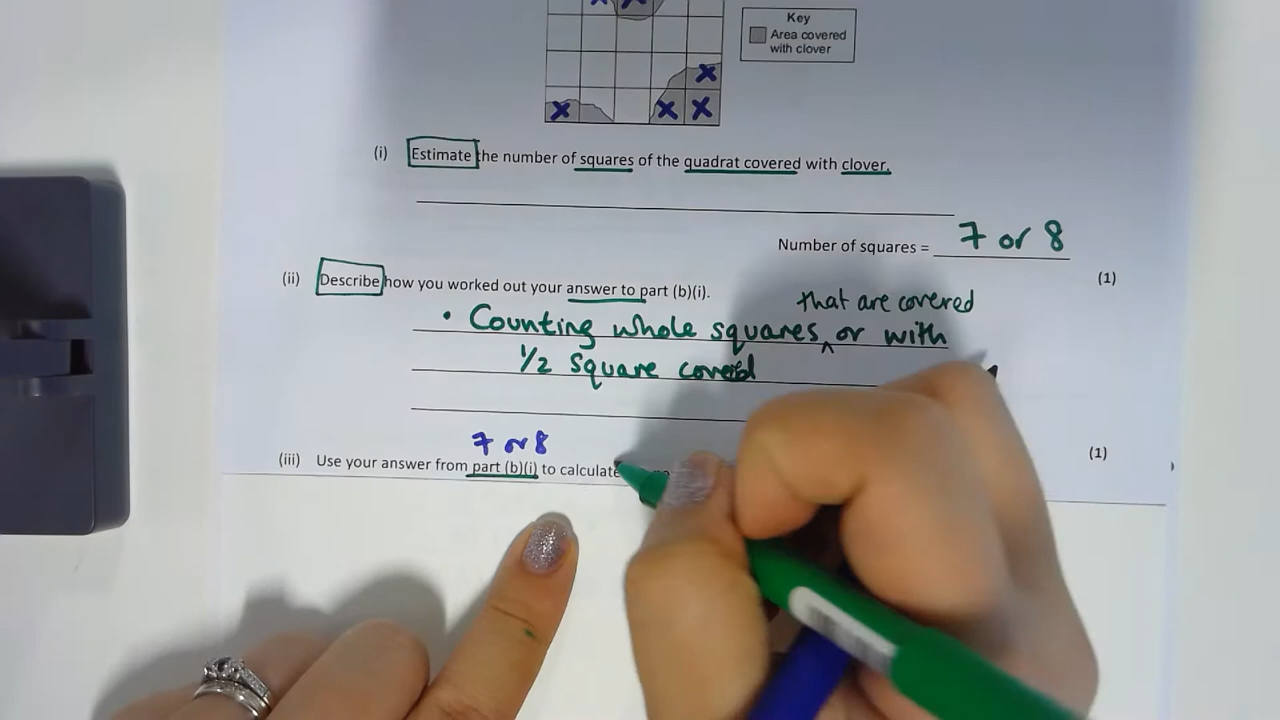 Key
Area covered
with clover
(i) Estimate the number of squares of the quadrat covered with clover.
Number of squares = 7 or 8
(1)
(ii) Describe how you worked out your answer to part (b)(i).
that are covered
• Counting whole squares ‸ or with
1/2 square covered
7 or 8
(1)
(iii) Use your answer from part (b)(i) to calculate